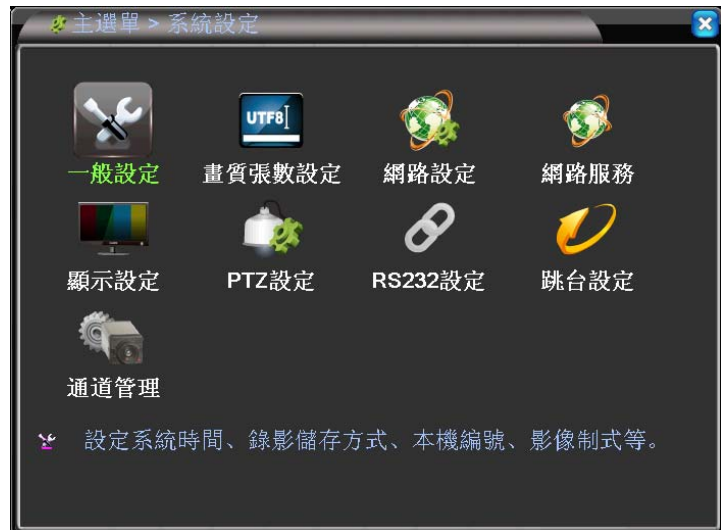 主選單 > 系統設定
UTF8
一般設定 畫質張數設定 網路設定 網路服務
顯示設定 PTZ設定 RS232設定 跳台設定
通道管理
設定系統時間、錄影儲存方式、本機編號、影像制式等。